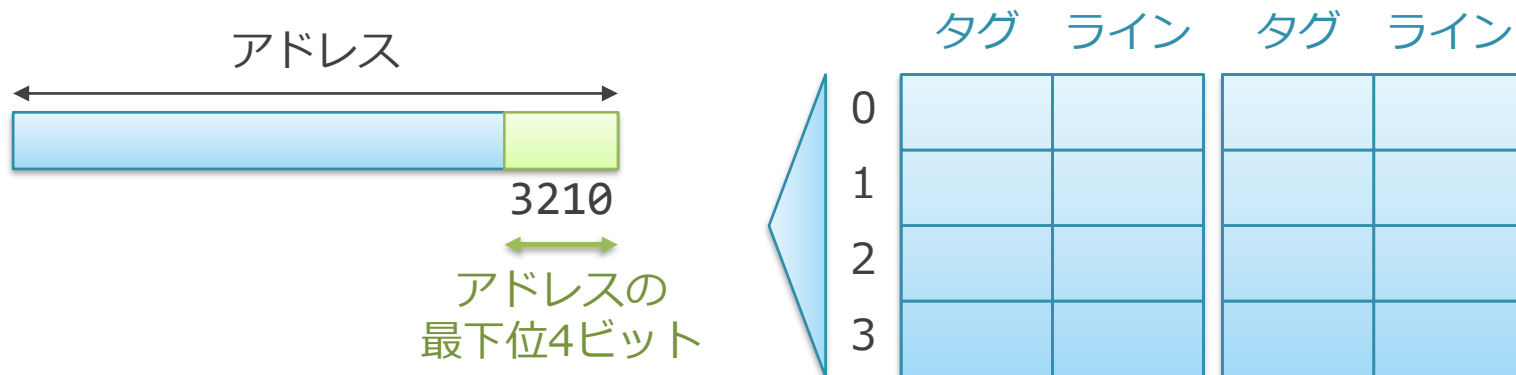 アドレス
3210
アドレスの
最下位4ビット
タグ ライン タグ ライン
0
1
2
3